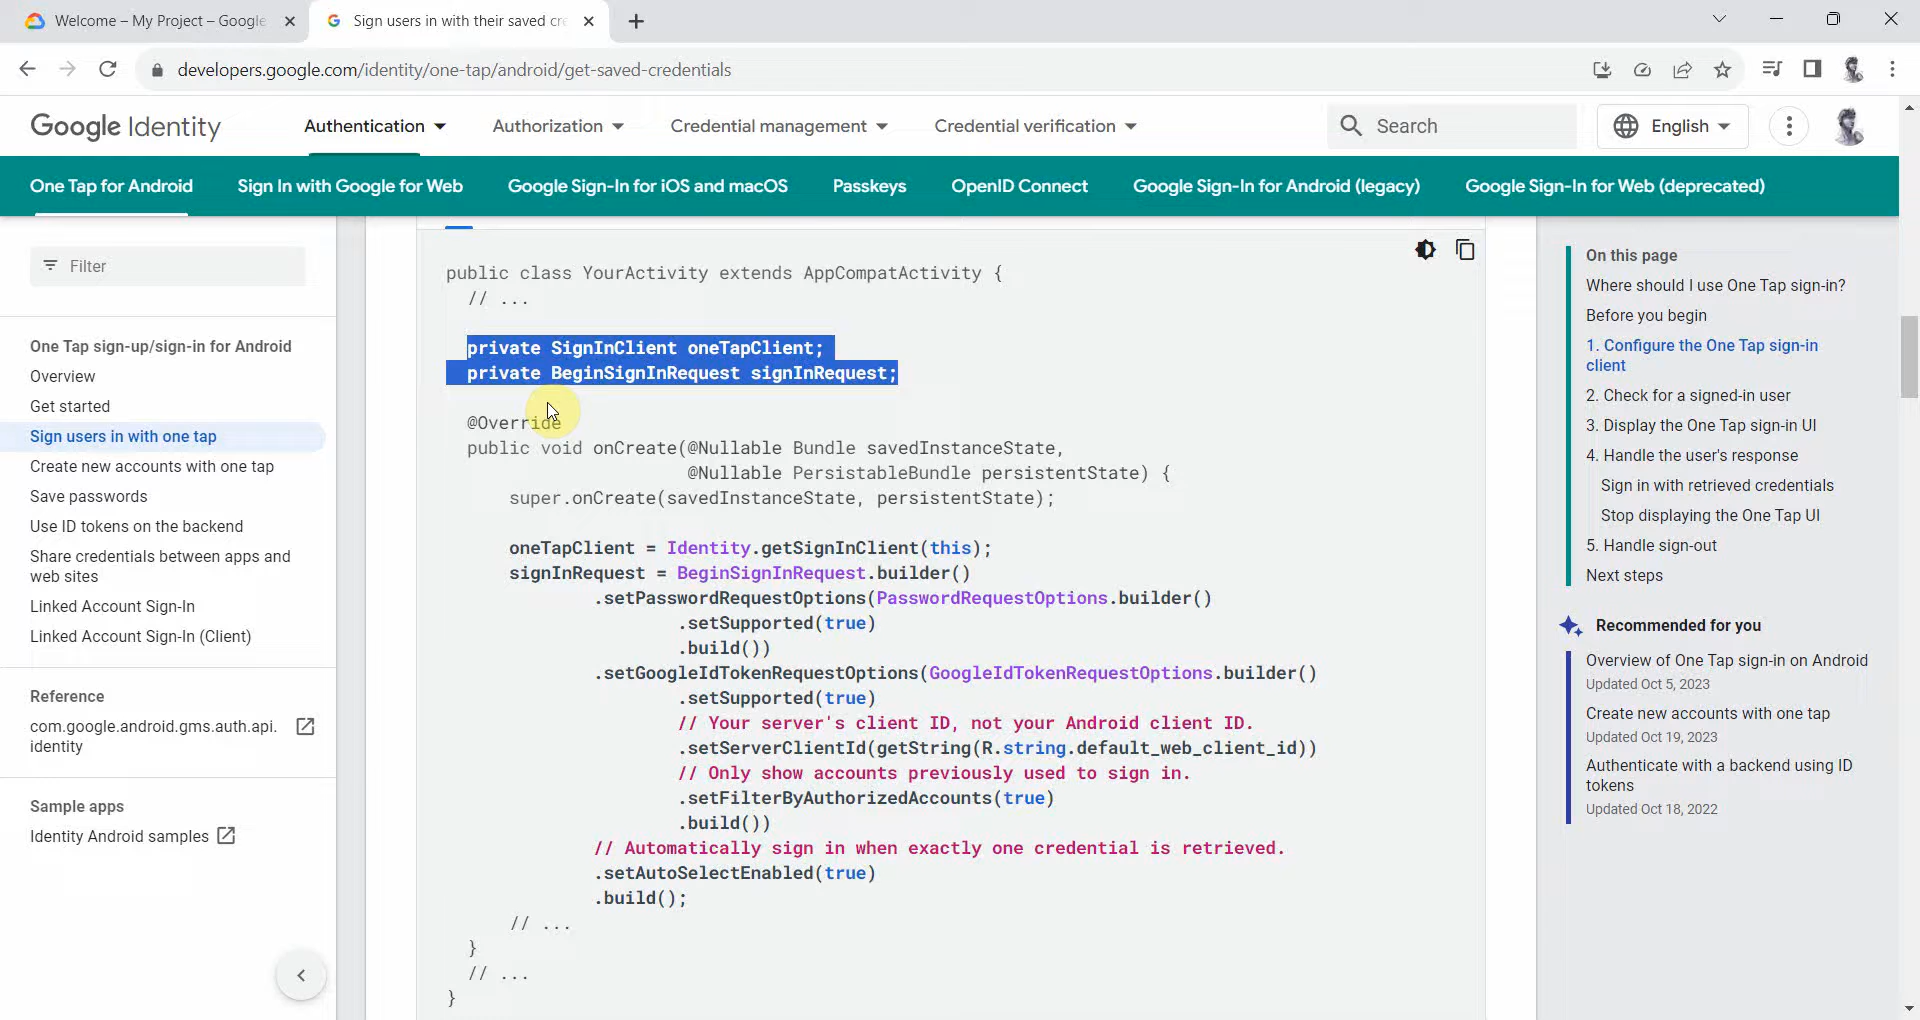 Welcome – My Project – Google
Sign users in with their saved cre
developers.google.com/identity/one-tap/android/get-saved-credentials
Google Identity
Authentication
Authorization
Credential management
Credential verification
Search
English
One Tap for Android
Sign In with Google for Web
Google Sign-In for iOS and macOS
Passkeys
OpenID Connect
Google Sign-In for Android (legacy)
Google Sign-In for Web (deprecated)
Filter
One Tap sign-up/sign-in for Android
Overview
Get started
Sign users in with one tap
Create new accounts with one tap
Save passwords
Use ID tokens on the backend
Share credentials between apps and
web sites
Linked Account Sign-In
Linked Account Sign-In (Client)
Reference
com.google.android.gms.auth.api.
identity
Sample apps
Identity Android samples
public class YourActivity extends AppCompatActivity {
// ...
private SignInClient oneTapClient;
private BeginSignInRequest signInRequest;
@Override
public void onCreate(@Nullable Bundle savedInstanceState,
@Nullable PersistableBundle persistentState) {
super.onCreate(savedInstanceState, persistentState);
oneTapClient = Identity.getSignInClient(this);
signInRequest = BeginSignInRequest.builder()
.setPasswordRequestOptions(PasswordRequestOptions.builder()
.setSupported(true)
.build())
.setGoogleIdTokenRequestOptions(GoogleIdTokenRequestOptions.builder()
.setSupported(true)
// Your server's client ID, not your Android client ID.
.setServerClientId(getString(R.string.default_web_client_id))
// Only show accounts previously used to sign in.
.setFilterByAuthorizedAccounts(true)
.build())
// Automatically sign in when exactly one credential is retrieved.
.setAutoSelectEnabled(true)
.build();
// ...
}
// ...
}
On this page
Where should I use One Tap sign-in?
Before you begin
1. Configure the One Tap sign-in
client
2. Check for a signed-in user
3. Display the One Tap sign-in UI
4. Handle the user's response
Sign in with retrieved credentials
Stop displaying the One Tap UI
5. Handle sign-out
Next steps
Recommended for you
Overview of One Tap sign-in on Android
Updated Oct 5, 2023
Create new accounts with one tap
Updated Oct 19, 2023
Authenticate with a backend using ID
tokens
Updated Oct 18, 2022